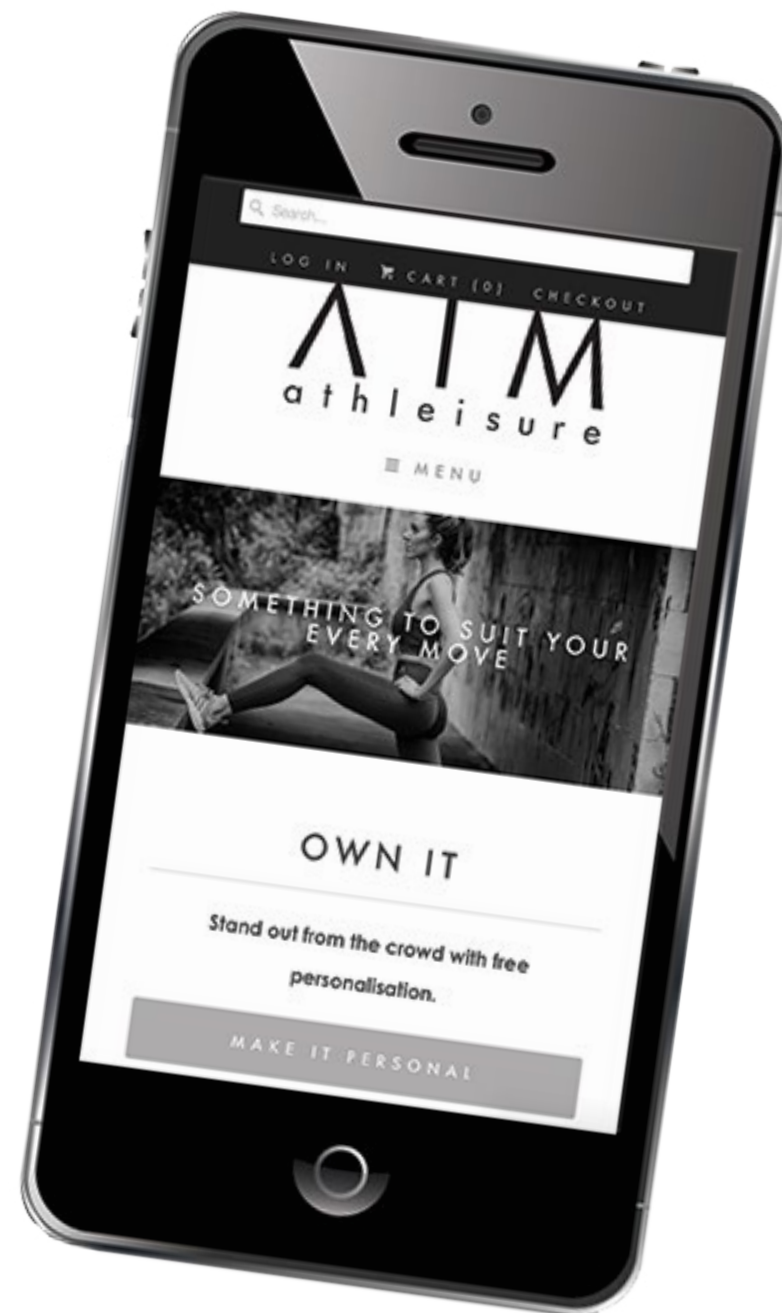 Search...
LOG IN CART (0) CHECKOUT
AIM
athleisure
MENU
SOMETHING TO SUIT YOUR
EVERY MOVE
OWN IT
Stand out from the crowd with free
personalisation.
MAKE IT PERSONAL